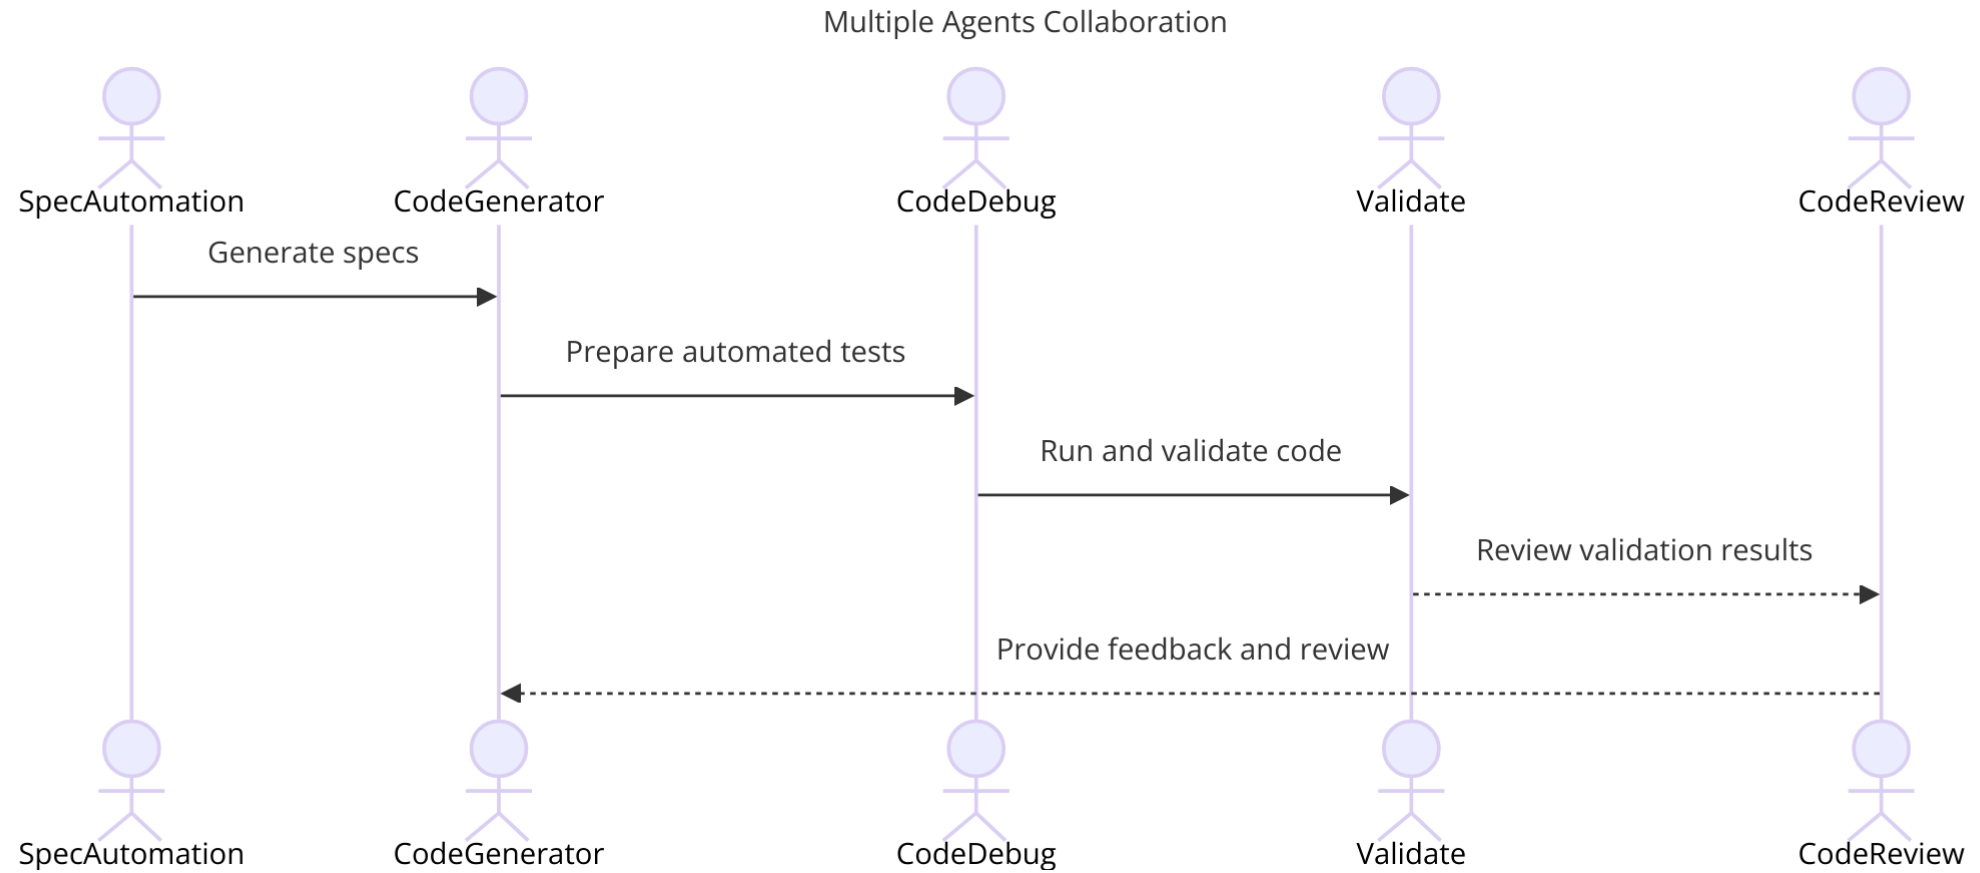 Multiple Agents Collaboration
SpecAutomation
CodeGenerator
CodeDebug
Validate
CodeReview
Generate specs
Prepare automated tests
Run and validate code
Review validation results
Provide feedback and review
SpecAutomation
CodeGenerator
CodeDebug
Validate
CodeReview